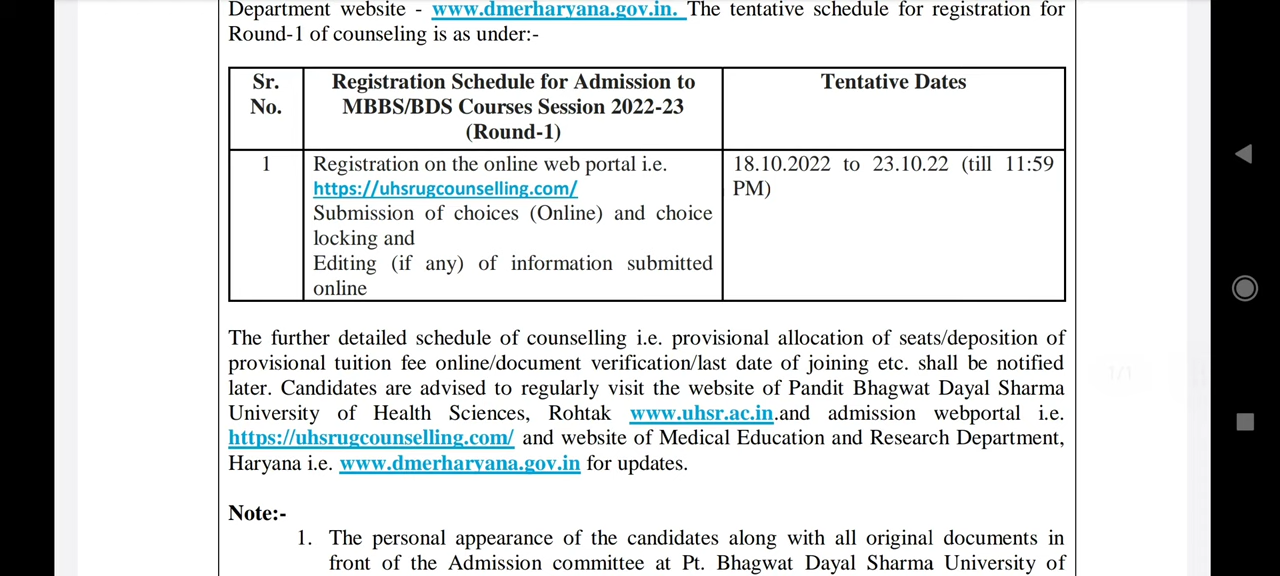 Department website - www.dmerharyana.gov.in. The tentative schedule for registration for
Round-1 of counseling is as under:-
Sr. No.
Registration Schedule for Admission to
MBBS/BDS Courses Session 2022-23
(Round-1)
Tentative Dates
1
Registration on the online web portal i.e.
https://uhsrugcounselling.com/
Submission of choices (Online) and choice
locking and
Editing (if any) of information submitted
online
18.10.2022 to 23.10.22 (till 11:59
PM)
The further detailed schedule of counselling i.e. provisional allocation of seats/deposition of
provisional tuition fee online/document verification/last date of joining etc. shall be notified
later. Candidates are advised to regularly visit the website of Pandit Bhagwat Dayal Sharma
University of Health Sciences, Rohtak www.uhsr.ac.in.and admission webportal i.e.
https://uhsrugcounselling.com/ and website of Medical Education and Research Department,
Haryana i.e. www.dmerharyana.gov.in for updates.
Note:-
1. The personal appearance of the candidates along with all original documents in
front of the Admission committee at Pt. Bhagwat Dayal Sharma University of
1/1